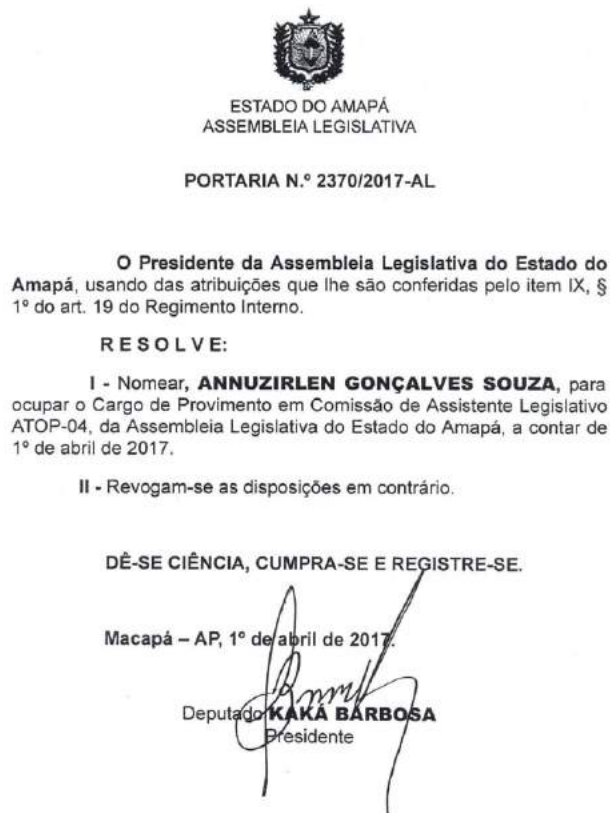 ESTADO DO AMAPÁ
ASSEMBLEIA LEGISLATIVA
PORTARIA N.º 2370/2017-AL
O Presidente da Assembleia Legislativa do Estado do
Amapá, usando das atribuições que lhe são conferidas pelo item IX, §
1º do art. 19 do Regimento Interno.
R E S O L V E:
I - Nomear, ANNUZIRLEN GONÇALVES SOUZA, para
ocupar o Cargo de Provimento em Comissão de Assistente Legislativo
ATOP-04, da Assembleia Legislativa do Estado do Amapá, a contar de
1º de abril de 2017.
II - Revogam-se as disposições em contrário.
DÊ-SE CIÊNCIA, CUMPRA-SE E REGISTRE-SE.
Macapá – AP, 1º de abril de 2017.
Deputado KAKÁ BARBOSA
Presidente